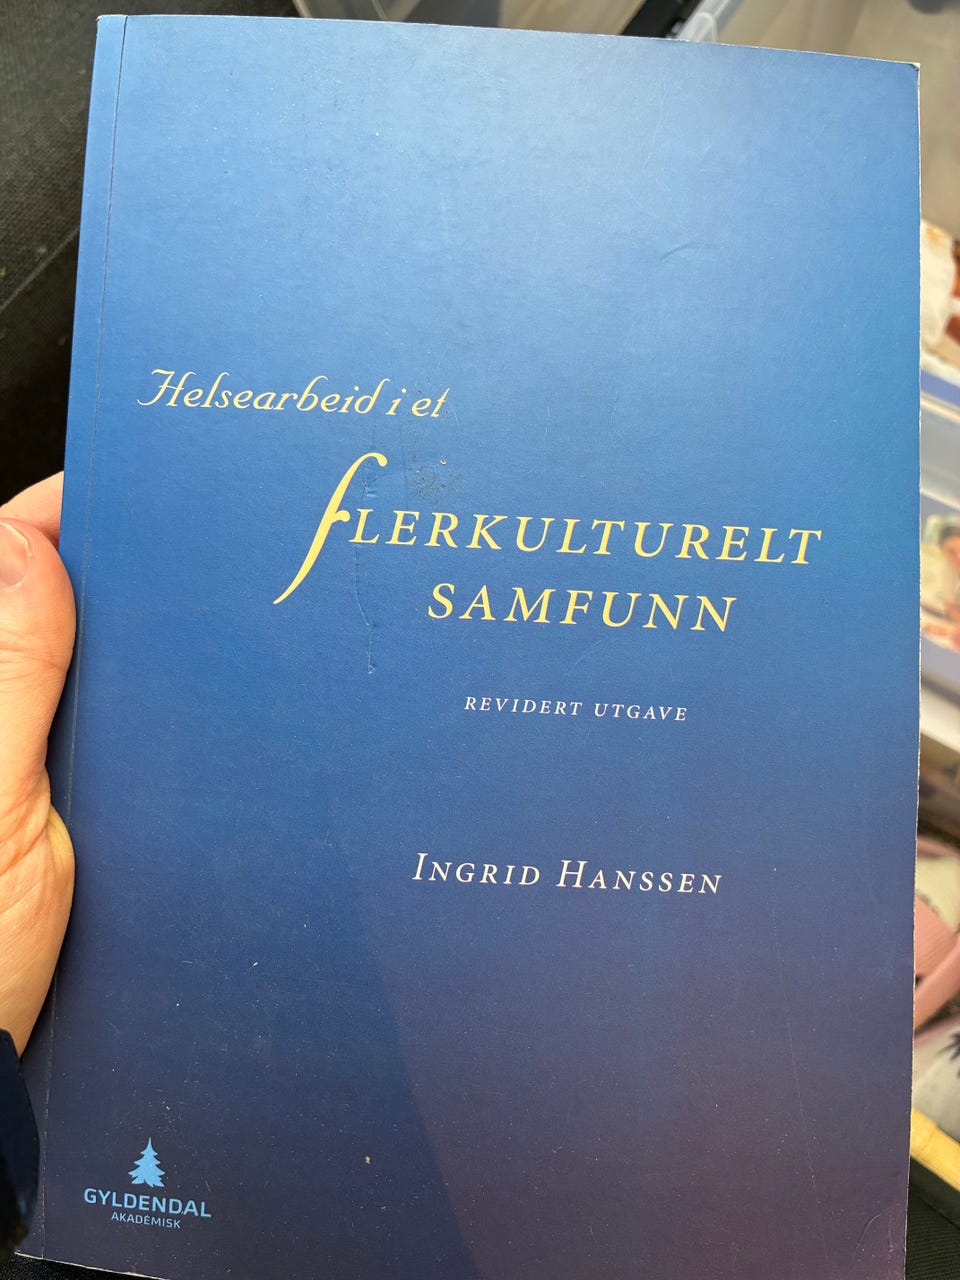 Helsearbeid i et
FLERKULTURELT
SAMFUNN
REVIDERT UTGAVE
INGRID HANSSEN
GYLDENDAL
AKADEMISK